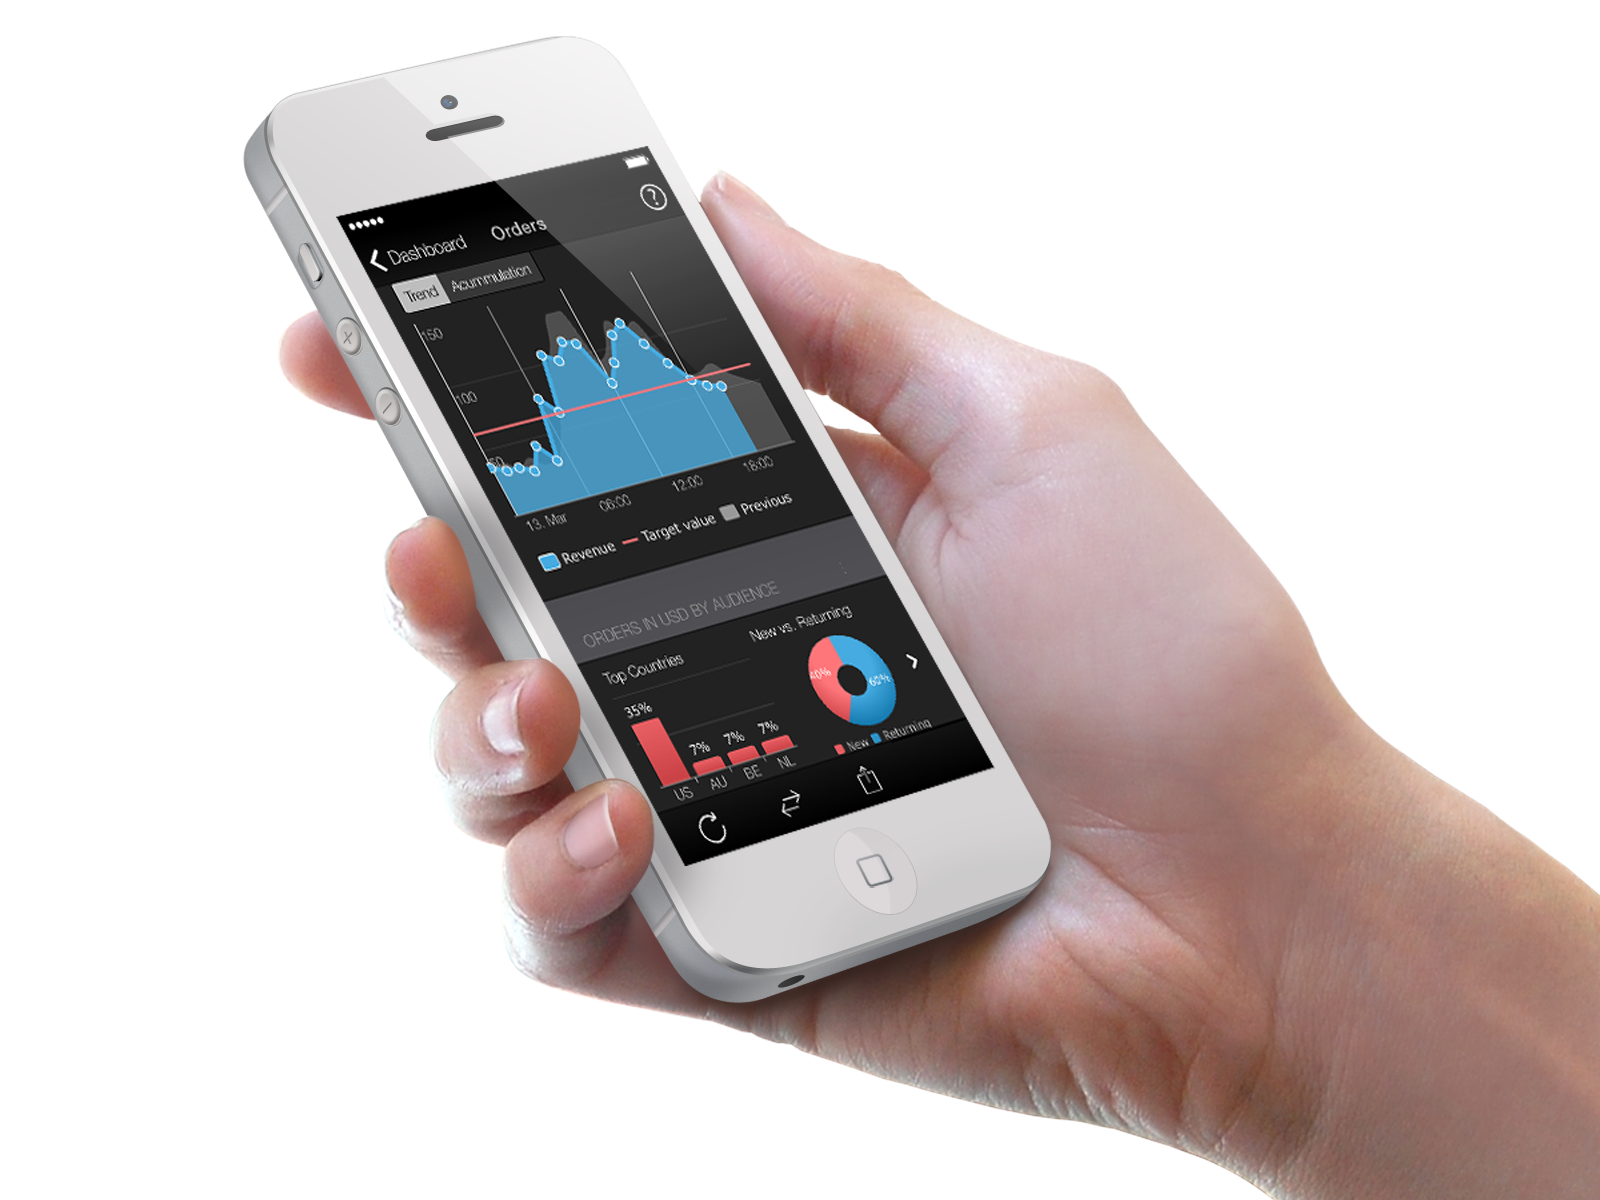 Dashboard
Orders
?
Trend
Acummulation
150
100
50
13. Mar
06:00
12:00
18:00
Revenue
Target value
Previous
ORDERS IN USD BY AUDIENCE
Top Countries
35%
7%
7%
7%
US
AU
BE
NL
New vs. Returning
40%
60%
New
Returning